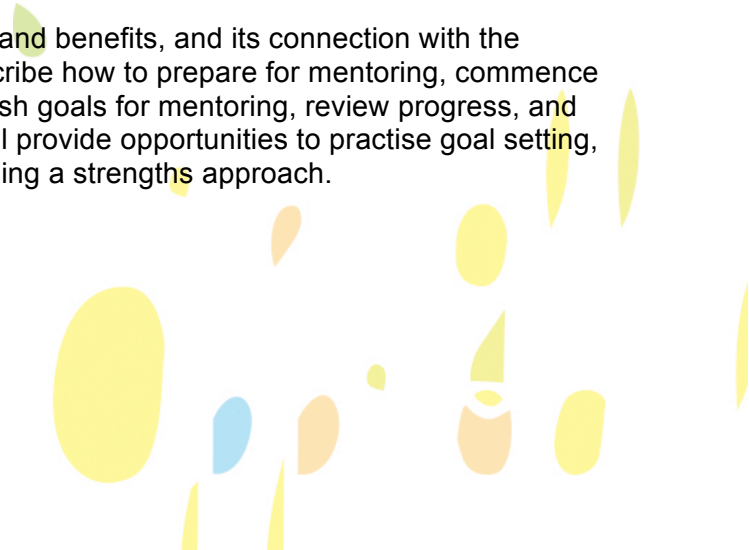 and benefits, and its connection with the
cribe how to prepare for mentoring, commence
sh goals for mentoring, review progress, and
l provide opportunities to practise goal setting,
ing a strengths approach.